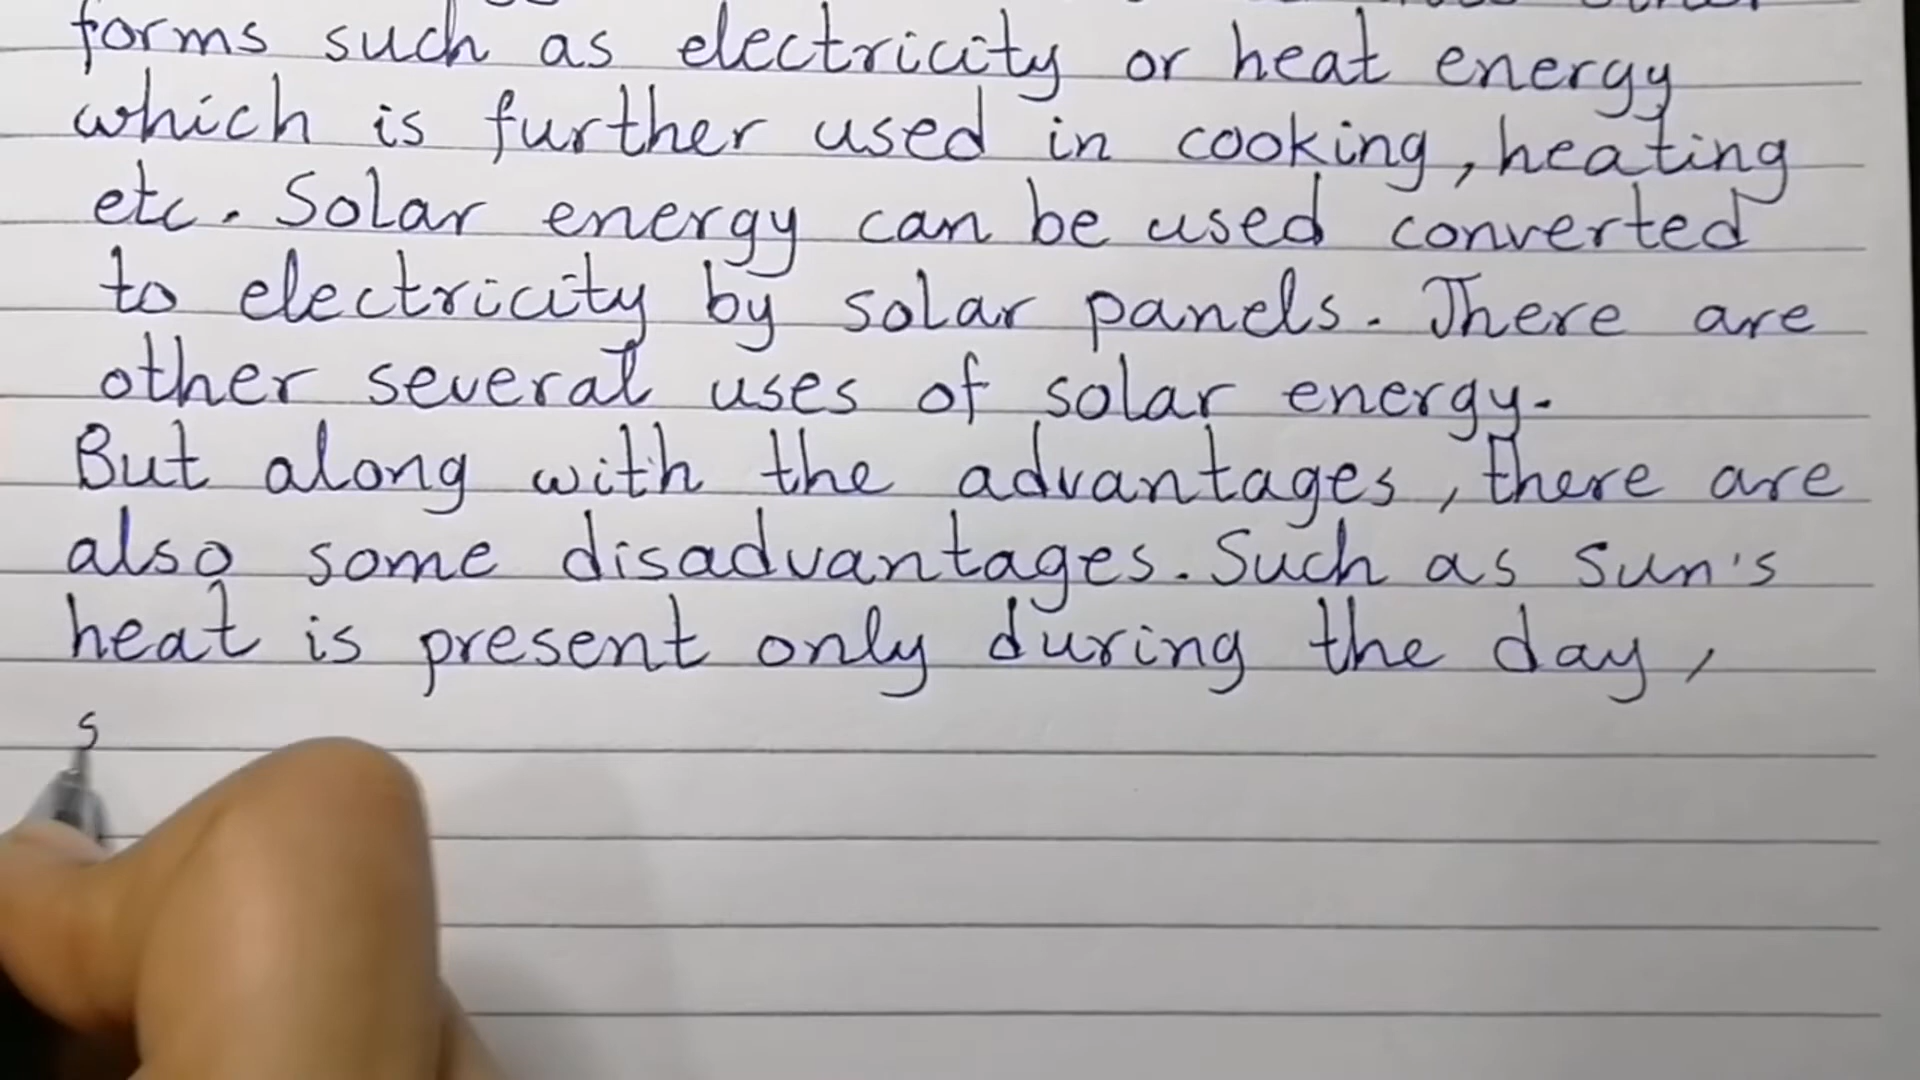 forms such as electricity or heat energy
which is further used in cooking, heating
etc. Solar energy can be used converted
to electricity by solar panels. There are
other several uses of solar energy.
But along with the advantages, there are
also some disadvantages. Such as Sun's
heat is present only during the day,
s